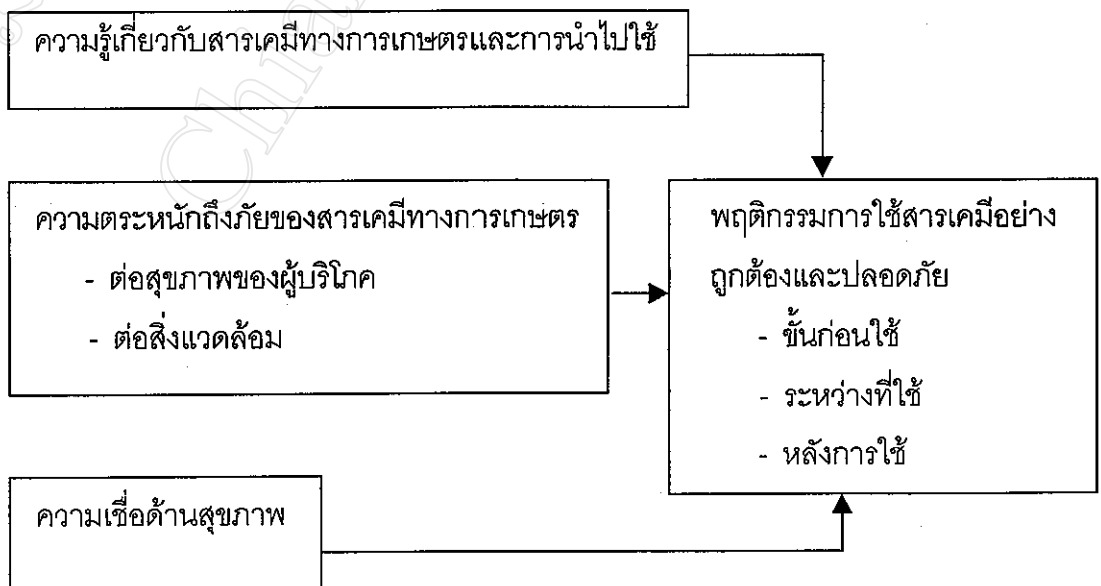 ความรู้เกี่ยวกับสารเคมีทางการเกษตรและการนำไปใช้
ความตระหนักถึงภัยของสารเคมีทางการเกษตร
- ต่อสุขภาพของผู้บริโภค
- ต่อสิ่งแวดล้อม
ความเชื่อด้านสุขภาพ
พฤติกรรมการใช้สารเคมีอย่าง
ถูกต้องและปลอดภัย
- ขั้นก่อนใช้
- ระหว่างที่ใช้
- หลังการใช้